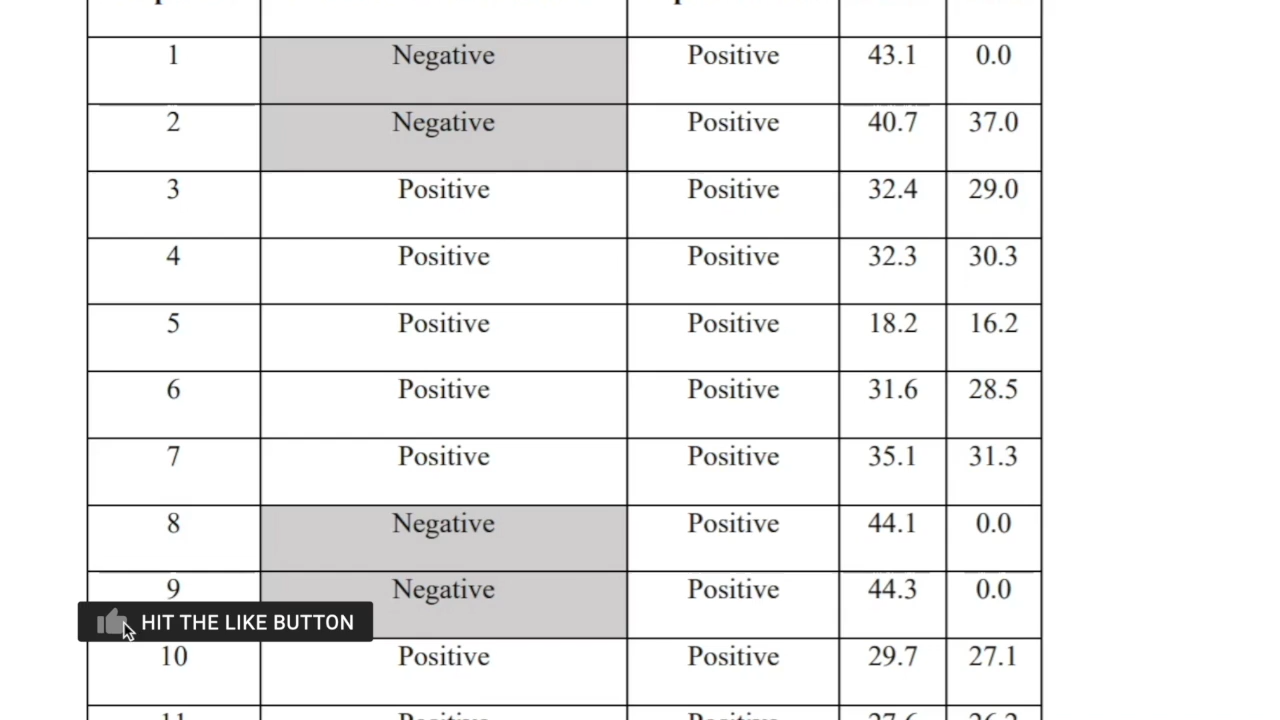 1 Negative Positive 43.1 0.0
2 Negative Positive 40.7 37.0
3 Positive Positive 32.4 29.0
4 Positive Positive 32.3 30.3
5 Positive Positive 18.2 16.2
6 Positive Positive 31.6 28.5
7 Positive Positive 35.1 31.3
8 Negative Positive 44.1 0.0
9 Negative Positive 44.3 0.0
HIT THE LIKE BUTTON
10 Positive Positive 29.7 27.1
11 Positive Positive